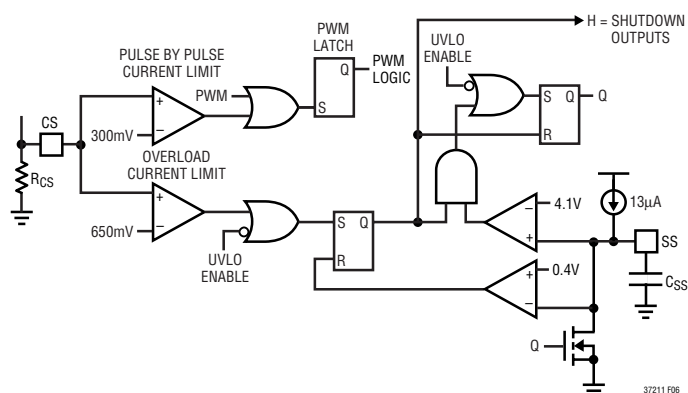 PULSE BY PULSE
CURRENT LIMIT
PWM
LATCH
UVLO
ENABLE
H = SHUTDOWN
OUTPUTS
Q
PWM
LOGIC
PWM
S
S Q
Q
R
CS
+
300mV
–
OVERLOAD
CURRENT LIMIT
RCS
+
650mV
–
UVLO
ENABLE
S Q
R
–
4.1V
+
13µA
SS
+
0.4V
–
CSS
Q
37211 F06